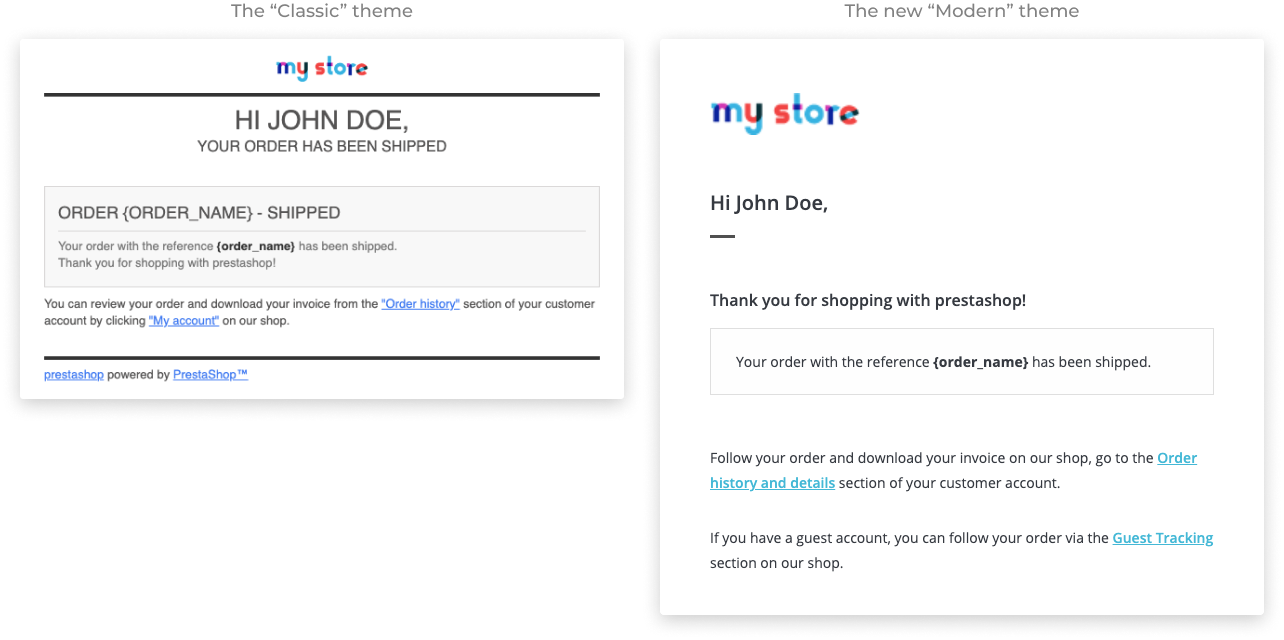 The “Classic” theme
my store
HI JOHN DOE,
YOUR ORDER HAS BEEN SHIPPED
ORDER {ORDER_NAME} - SHIPPED
Your order with the reference {order_name} has been shipped.
Thank you for shopping with prestashop!
You can review your order and download your invoice from the "Order history" section of your customer
account by clicking "My account" on our shop.
prestashop powered by PrestaShop™
The new “Modern” theme
my store
Hi John Doe,
Thank you for shopping with prestashop!
Your order with the reference {order_name} has been shipped.
Follow your order and download your invoice on our shop, go to the Order
history and details section of your customer account.
If you have a guest account, you can follow your order via the Guest Tracking
section on our shop.